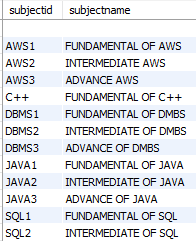 subjectid subjectname
AWS1 FUNDAMENTAL OF AWS
AWS2 INTERMEDIATE AWS
AWS3 ADVANCE AWS
C++ FUNDAMENTAL OF C++
DBMS1 FUNDAMENTAL OF DMBS
DBMS2 INTERMEDIATE OF DMBS
DBMS3 ADVANCE OF DMBS
JAVA1 FUNDAMENTAL OF JAVA
JAVA2 INTERMEDIATE OF JAVA
JAVA3 ADVANCE OF JAVA
SQL1 FUNDAMENTAL OF SQL
SQL2 INTERMEDIATE OF SQL